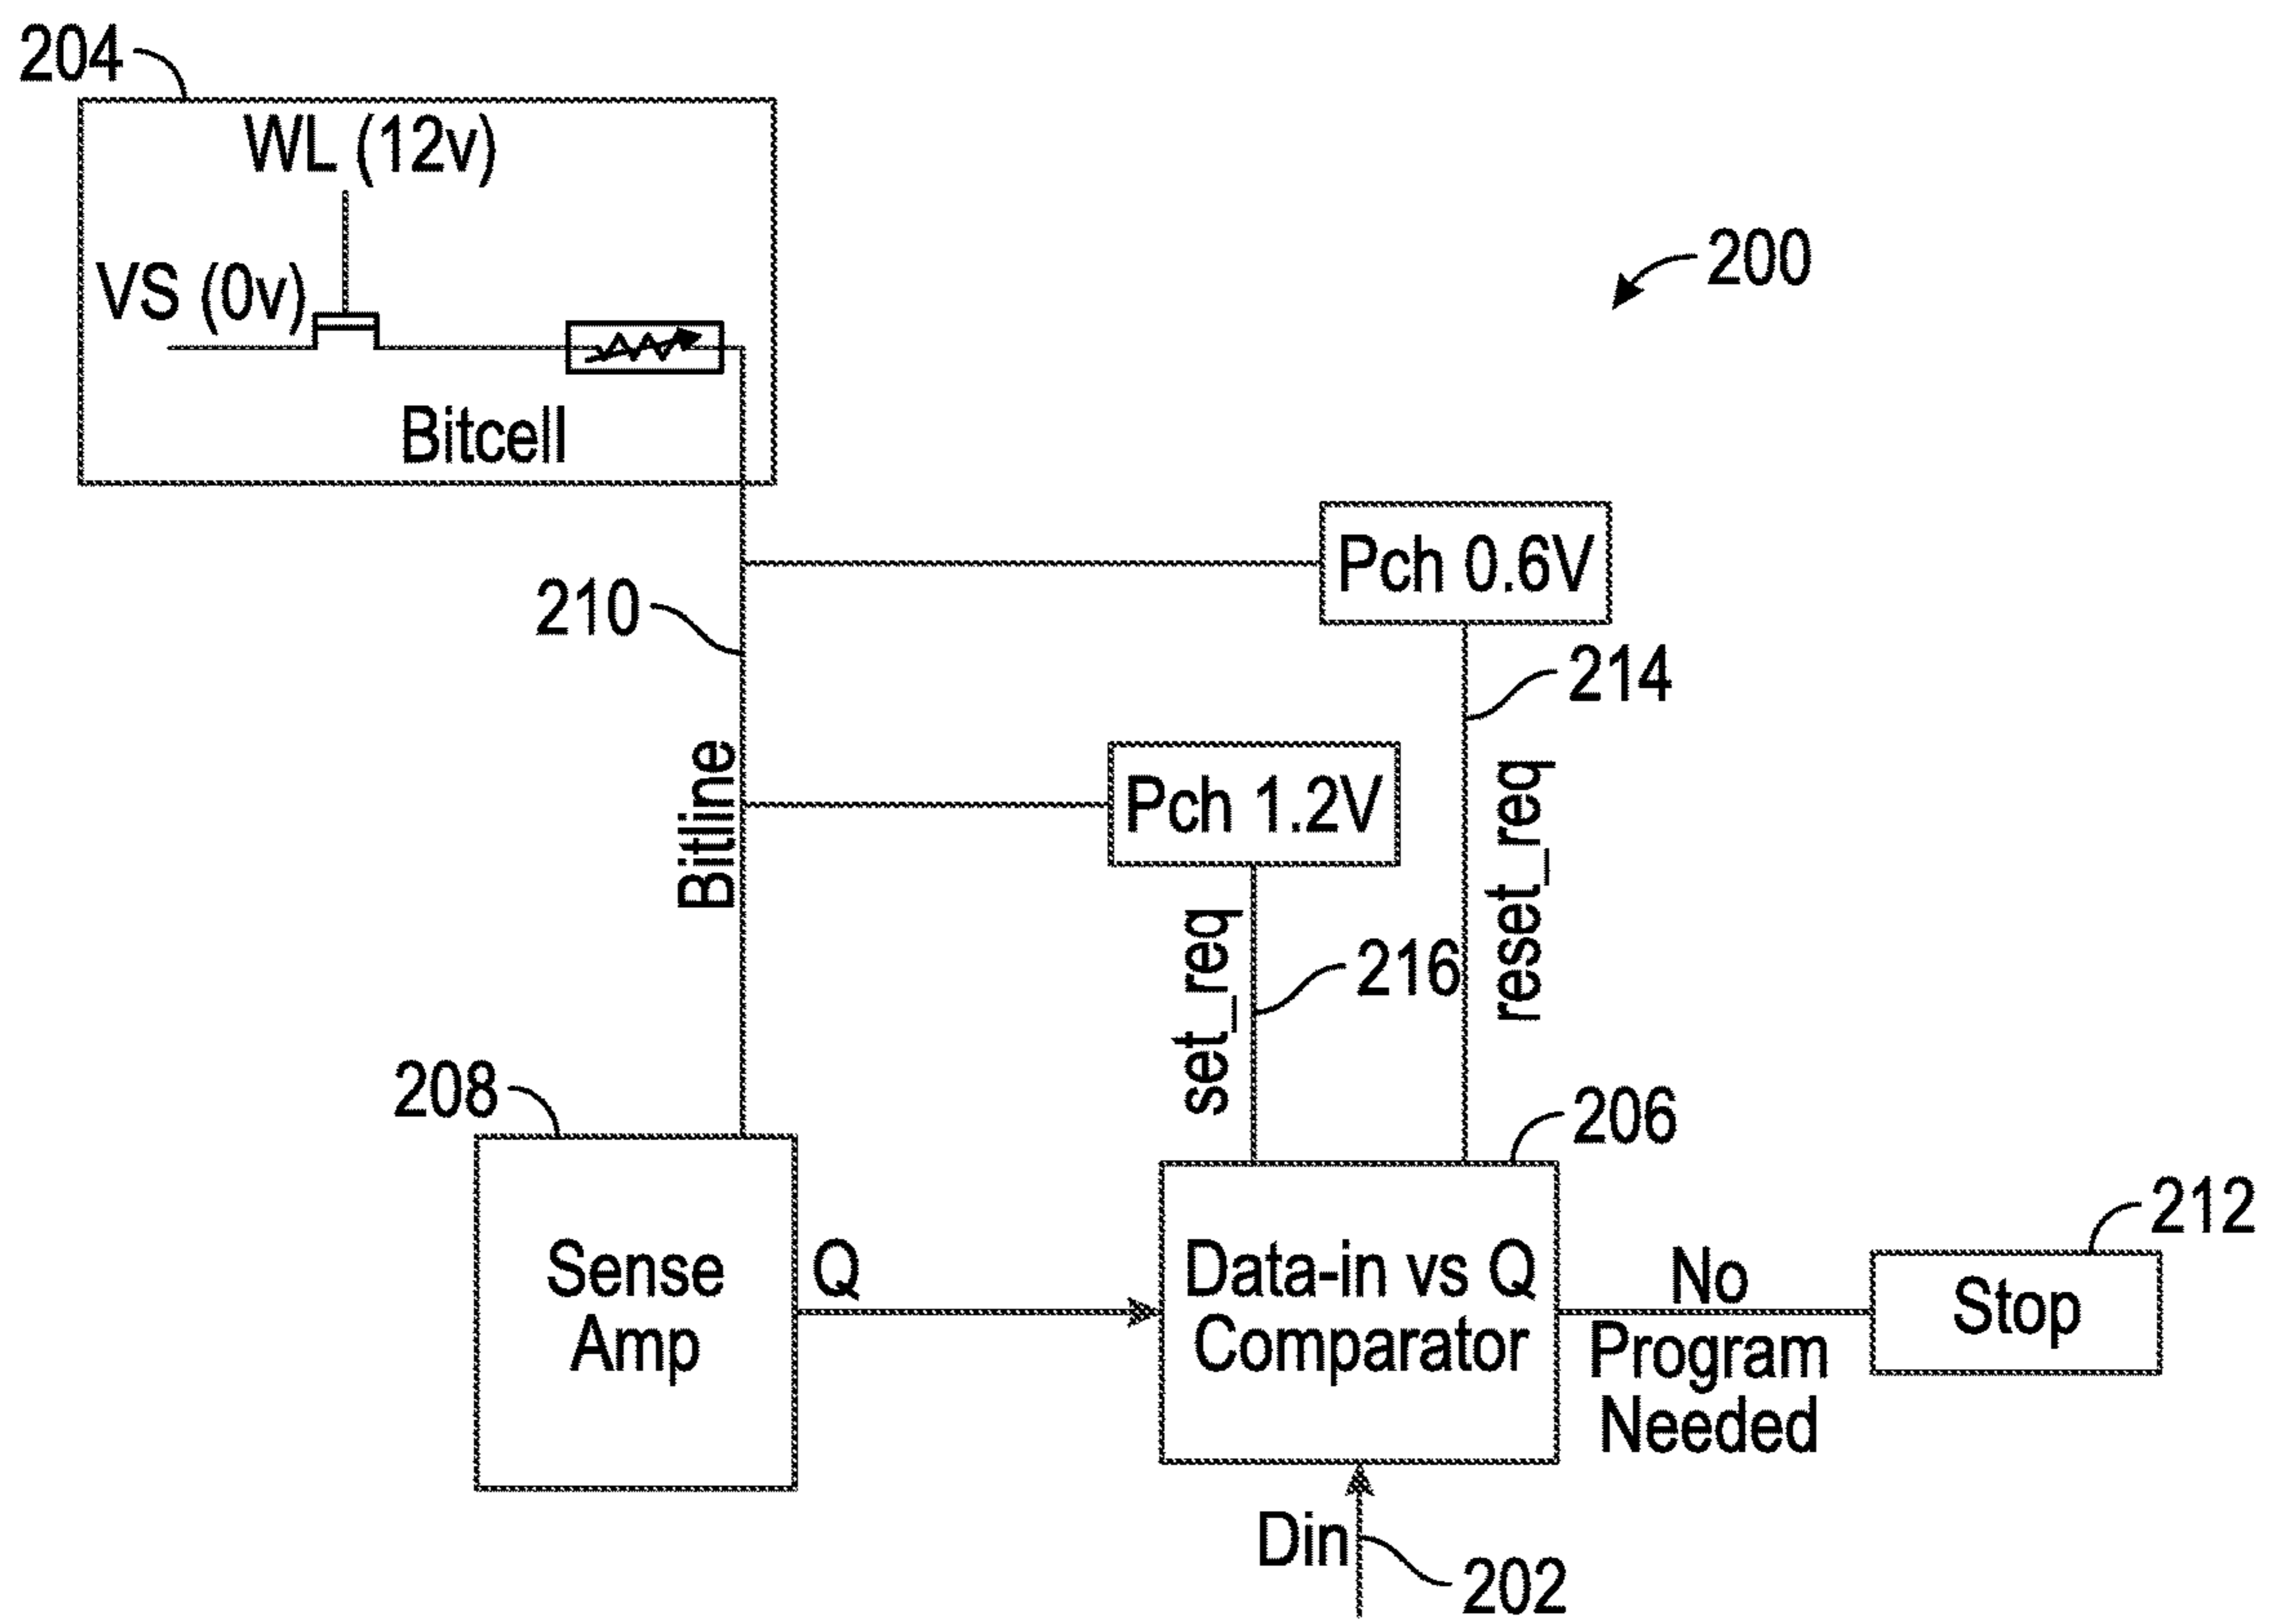 204
WL (12v)
200
VS (0v)
Bitcell
Pch 0.6V
210
214
Bitline
Pch 1.2V
reset_req
set_req
216
208
206
212
Sense
Amp
Q
Data-in vs Q
Comparator
No
Program
Needed
Stop
Din
202